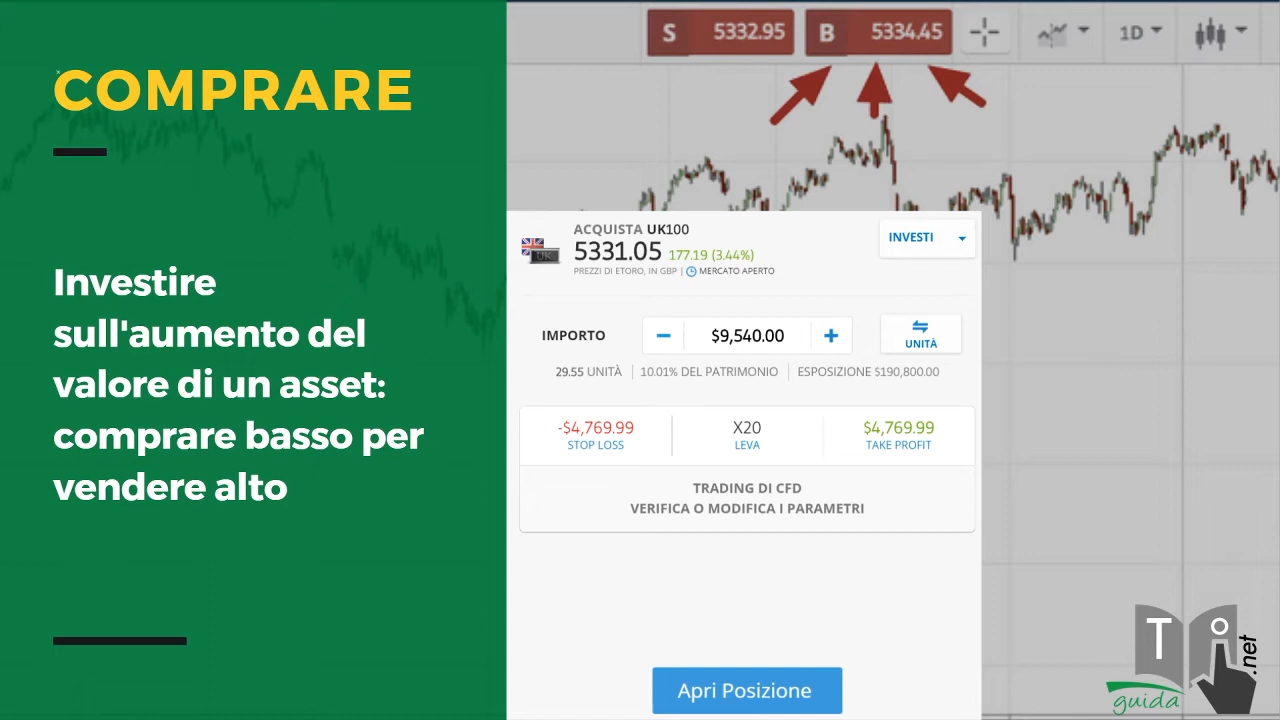 COMPRARE
Investire
sull'aumento del
valore di un asset:
comprare basso per
vendere alto
S 5332.95 B 5334.45 1D
ACQUISTA UK100
5331.05 177.19 (3.44%)
PREZZI DI ETORO, IN GBP | MERCATO APERTO
INVESTI
UK
IMPORTO $9,540.00 UNITÀ
29.55 UNITÀ 10.01% DEL PATRIMONIO ESPOSIZIONE $190,800.00
-$4,769.99 X20 $4,769.99
STOP LOSS LEVA TAKE PROFIT
TRADING DI CFD
VERIFICA O MODIFICA I PARAMETRI
Apri Posizione
Ti
.net
guida